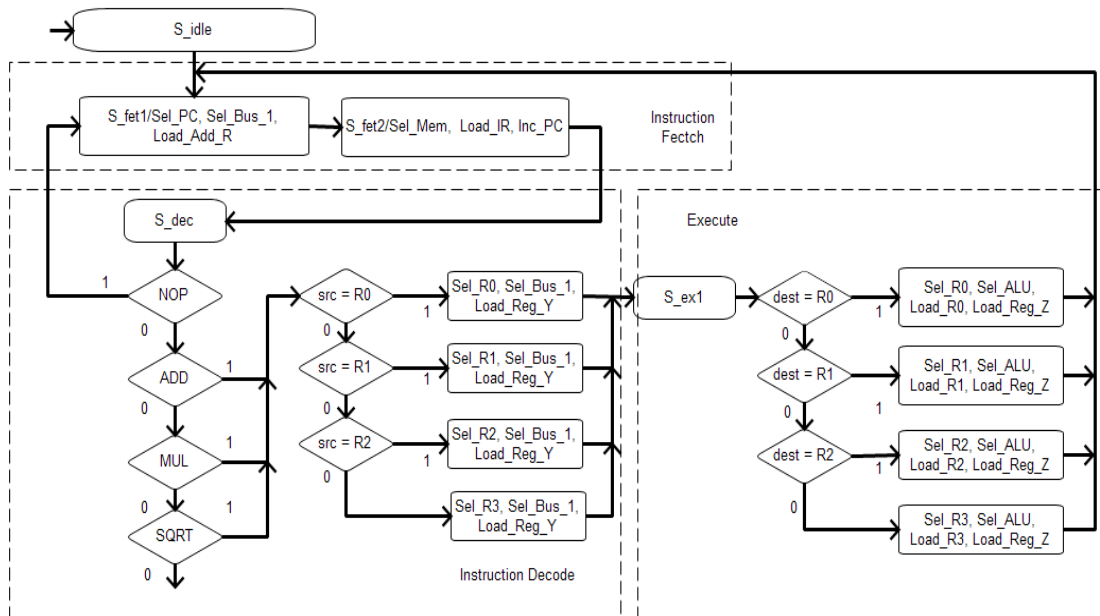 S_idle
S_fet1/Sel_PC, Sel_Bus_1,
Load_Add_R
S_fet2/Sel_Mem, Load_IR, Inc_PC
Instruction
Fectch
S_dec
NOP
1
0
ADD
1
0
MUL
1
0
SQRT
1
0
src = R0
1
0
src = R1
1
0
src = R2
1
0
Sel_R0, Sel_Bus_1,
Load_Reg_Y
Sel_R1, Sel_Bus_1,
Load_Reg_Y
Sel_R2, Sel_Bus_1,
Load_Reg_Y
Sel_R3, Sel_Bus_1,
Load_Reg_Y
Instruction Decode
Execute
S_ex1
dest = R0
1
0
dest = R1
1
0
dest = R2
1
0
Sel_R0, Sel_ALU,
Load_R0, Load_Reg_Z
Sel_R1, Sel_ALU,
Load_R1, Load_Reg_Z
Sel_R2, Sel_ALU,
Load_R2, Load_Reg_Z
Sel_R3, Sel_ALU,
Load_R3, Load_Reg_Z